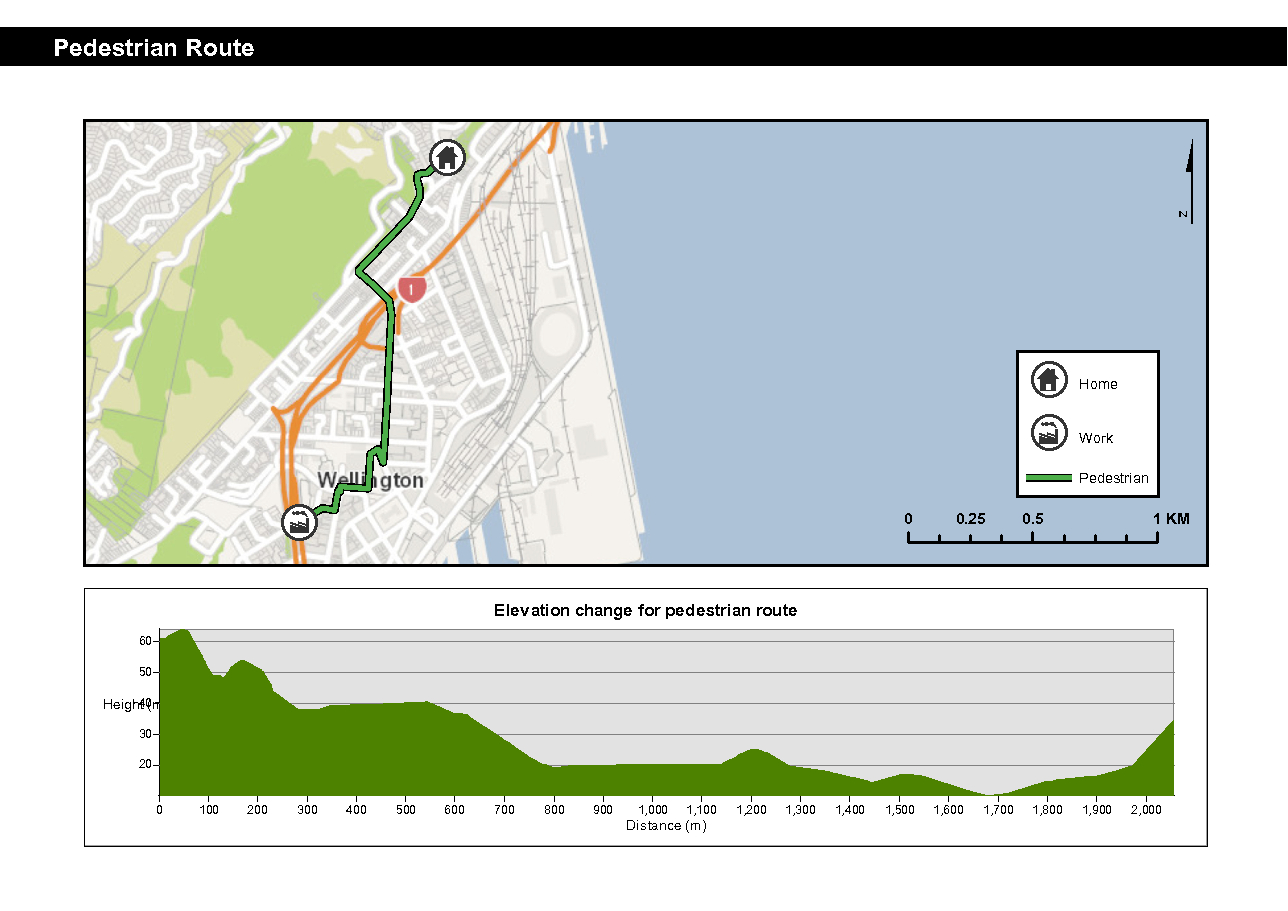 Pedestrian Route
1
Wellington
N
Home
Work
Pedestrian
0 0.25 0.5 1 KM
Elevation change for pedestrian route
60
50
40
Height (m
30
20
0 100 200 300 400 500 600 700 800 900 1,000 1,100 1,200 1,300 1,400 1,500 1,600 1,700 1,800 1,900 2,000
Distance (m)